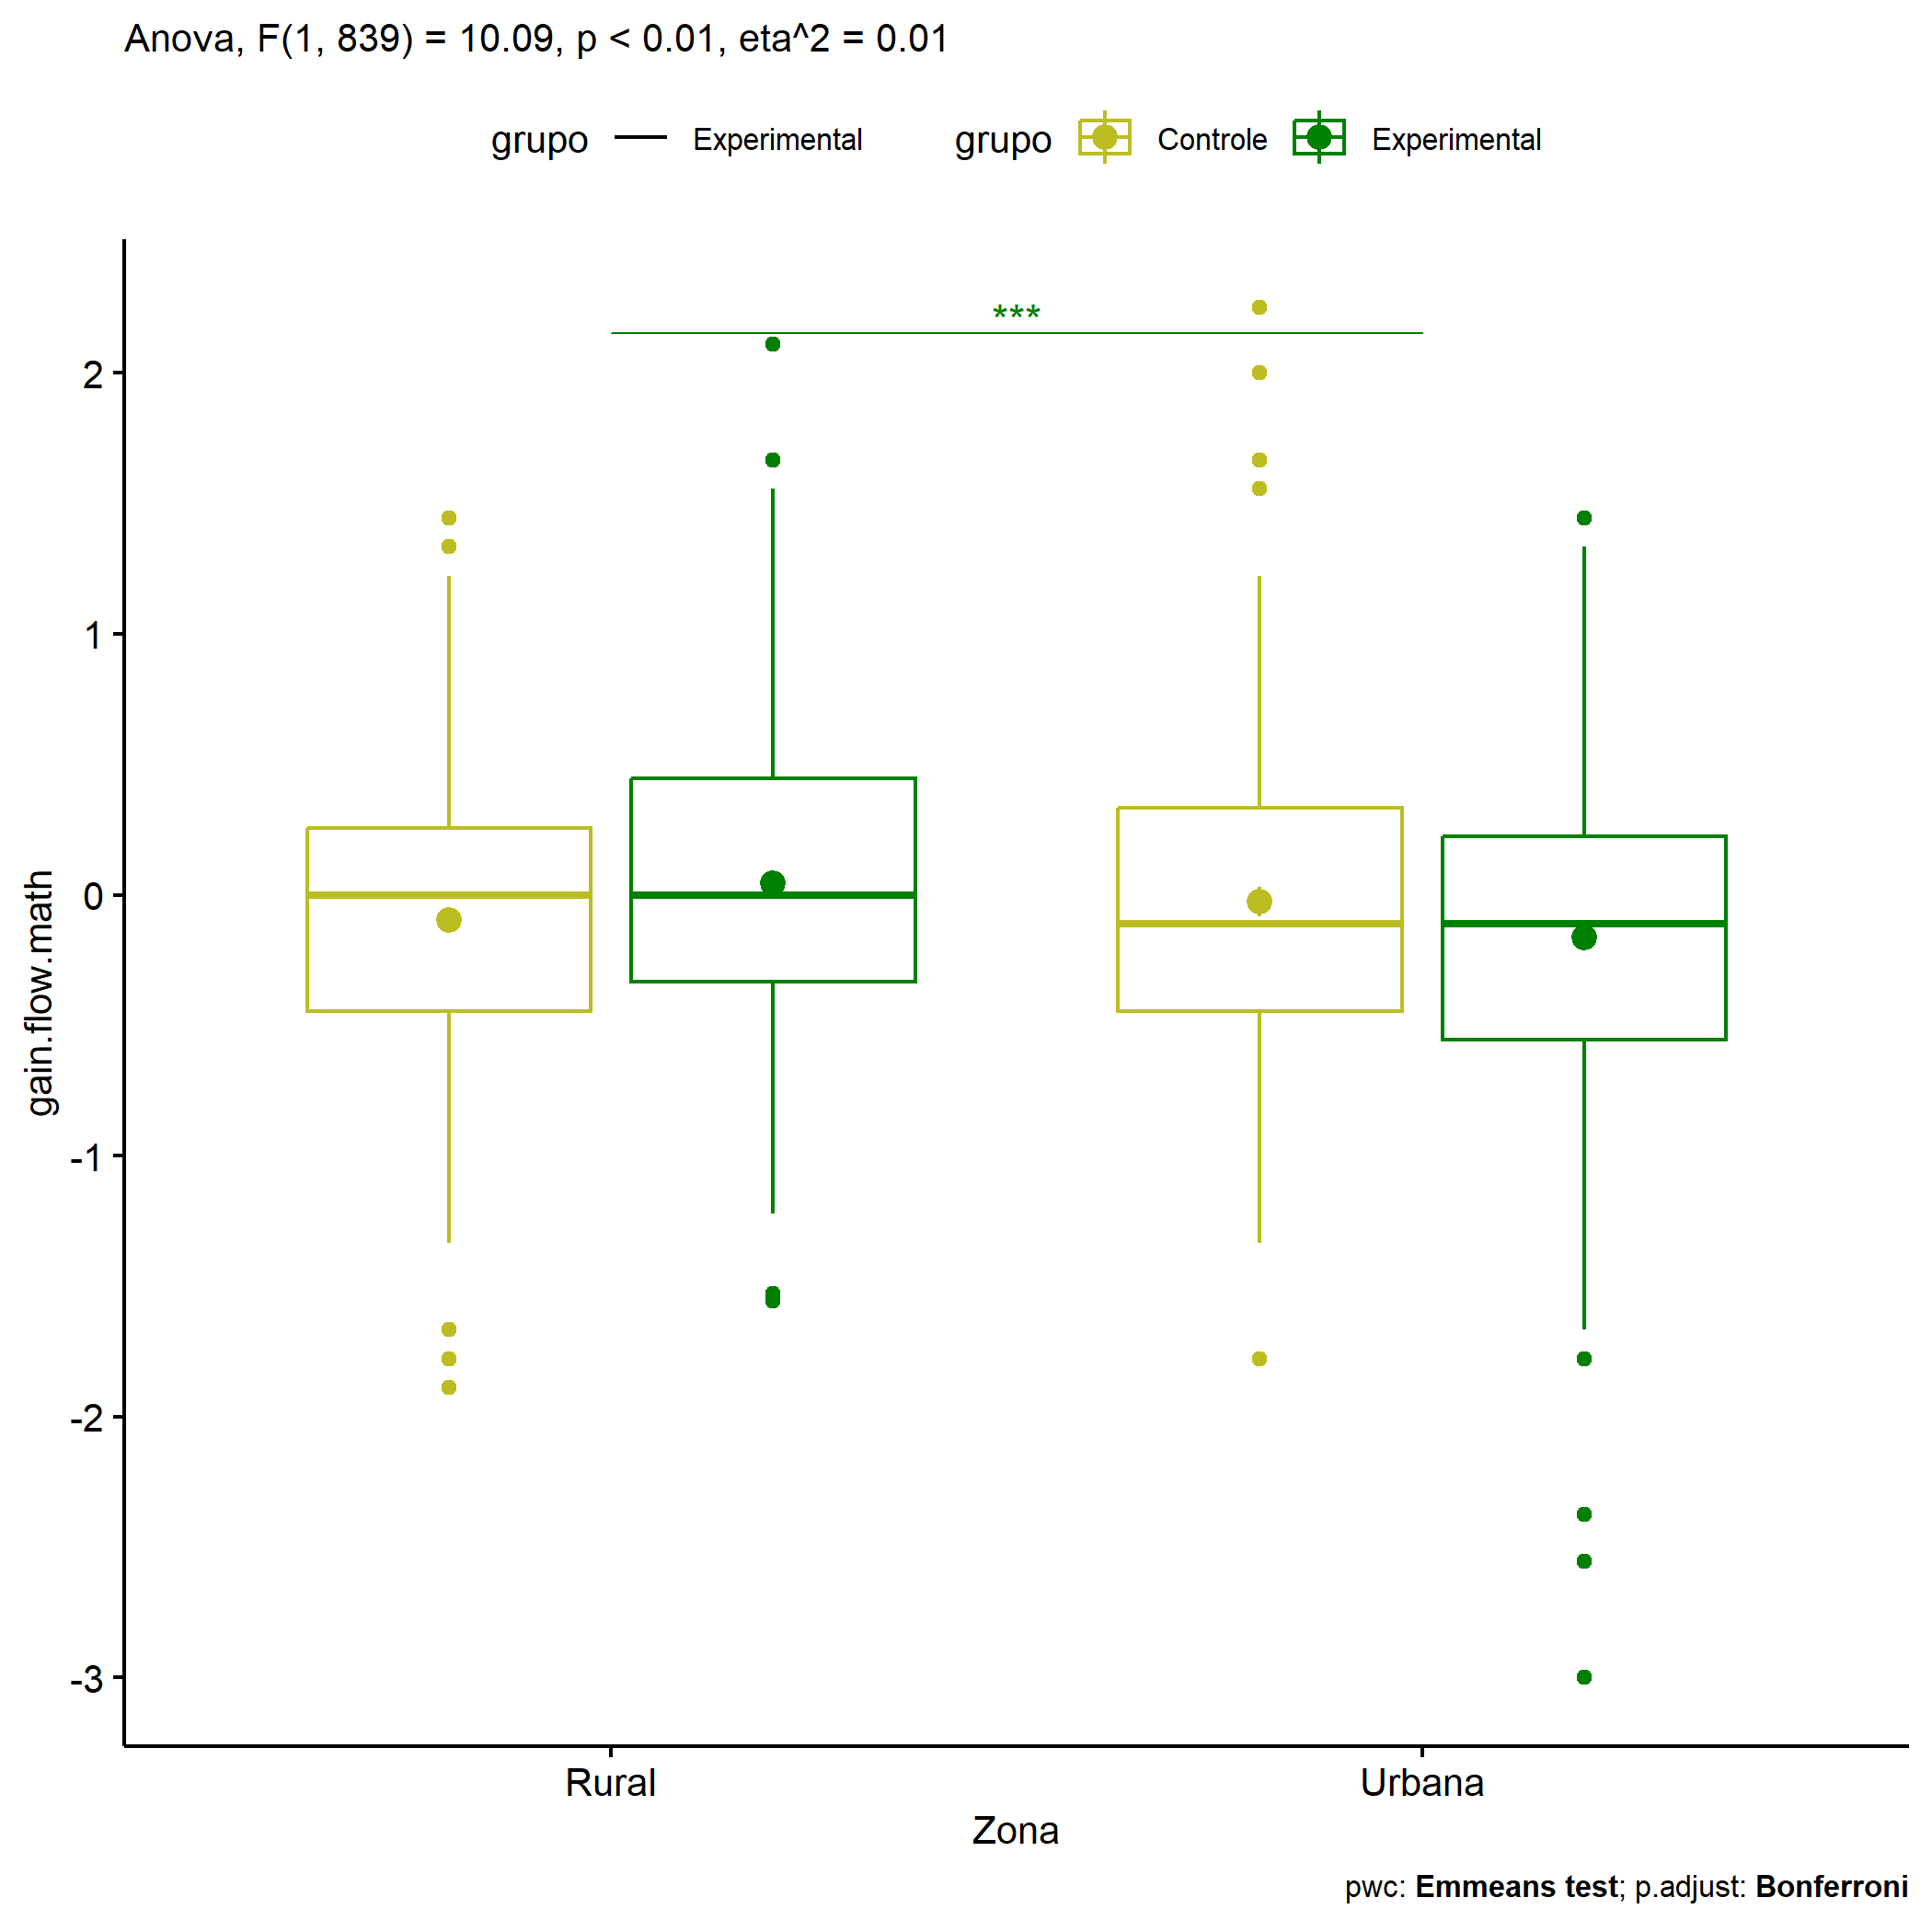 Anova, F(1, 839) = 10.09, p < 0.01, eta^2 = 0.01
grupo Experimental grupo Controle Experimental
***
2
1
0
-1
-2
-3
gain.flow.math
Rural Urbana
Zona
pwc: Emmeans test; p.adjust: Bonferroni